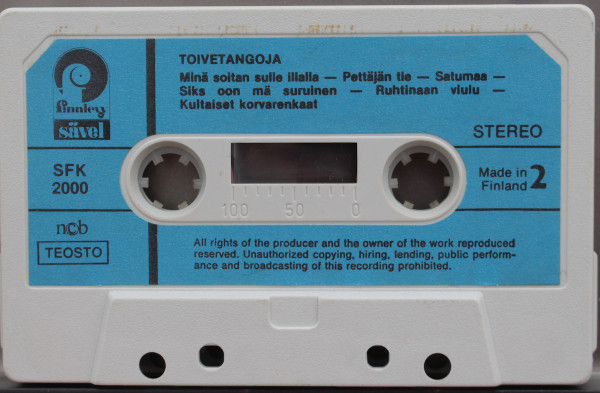 TOIVETANGOJA
Minä soitan sulle illalla — Pettäjän tie — Satumaa —
Siks oon mä suruinen — Ruhtinaan viulu —
Kultaiset korvarenkaat
Finnlevy
sävel
STEREO
SFK
2000
Made in
Finland 2
100 50 0
ncb
TEOSTO
All rights of the producer and the owner of the work reproduced
reserved. Unauthorized copying, hiring, lending, public perform-
ance and broadcasting of this recording prohibited.